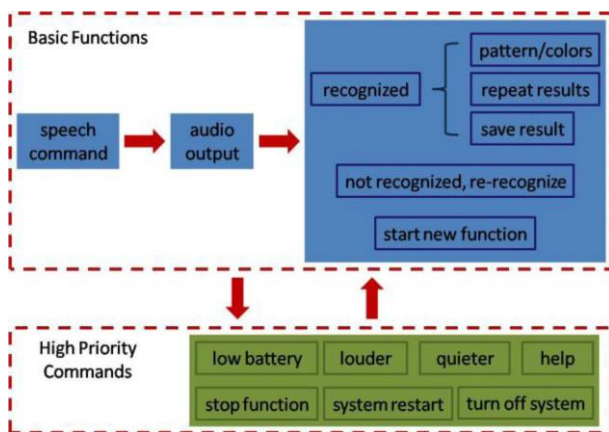 Basic Functions
speech
command
audio
output
recognized
pattern/colors
repeat results
save result
not recognized, re-recognize
start new function
High Priority
Commands
low battery
louder
quieter
help
stop function
system restart
turn off system